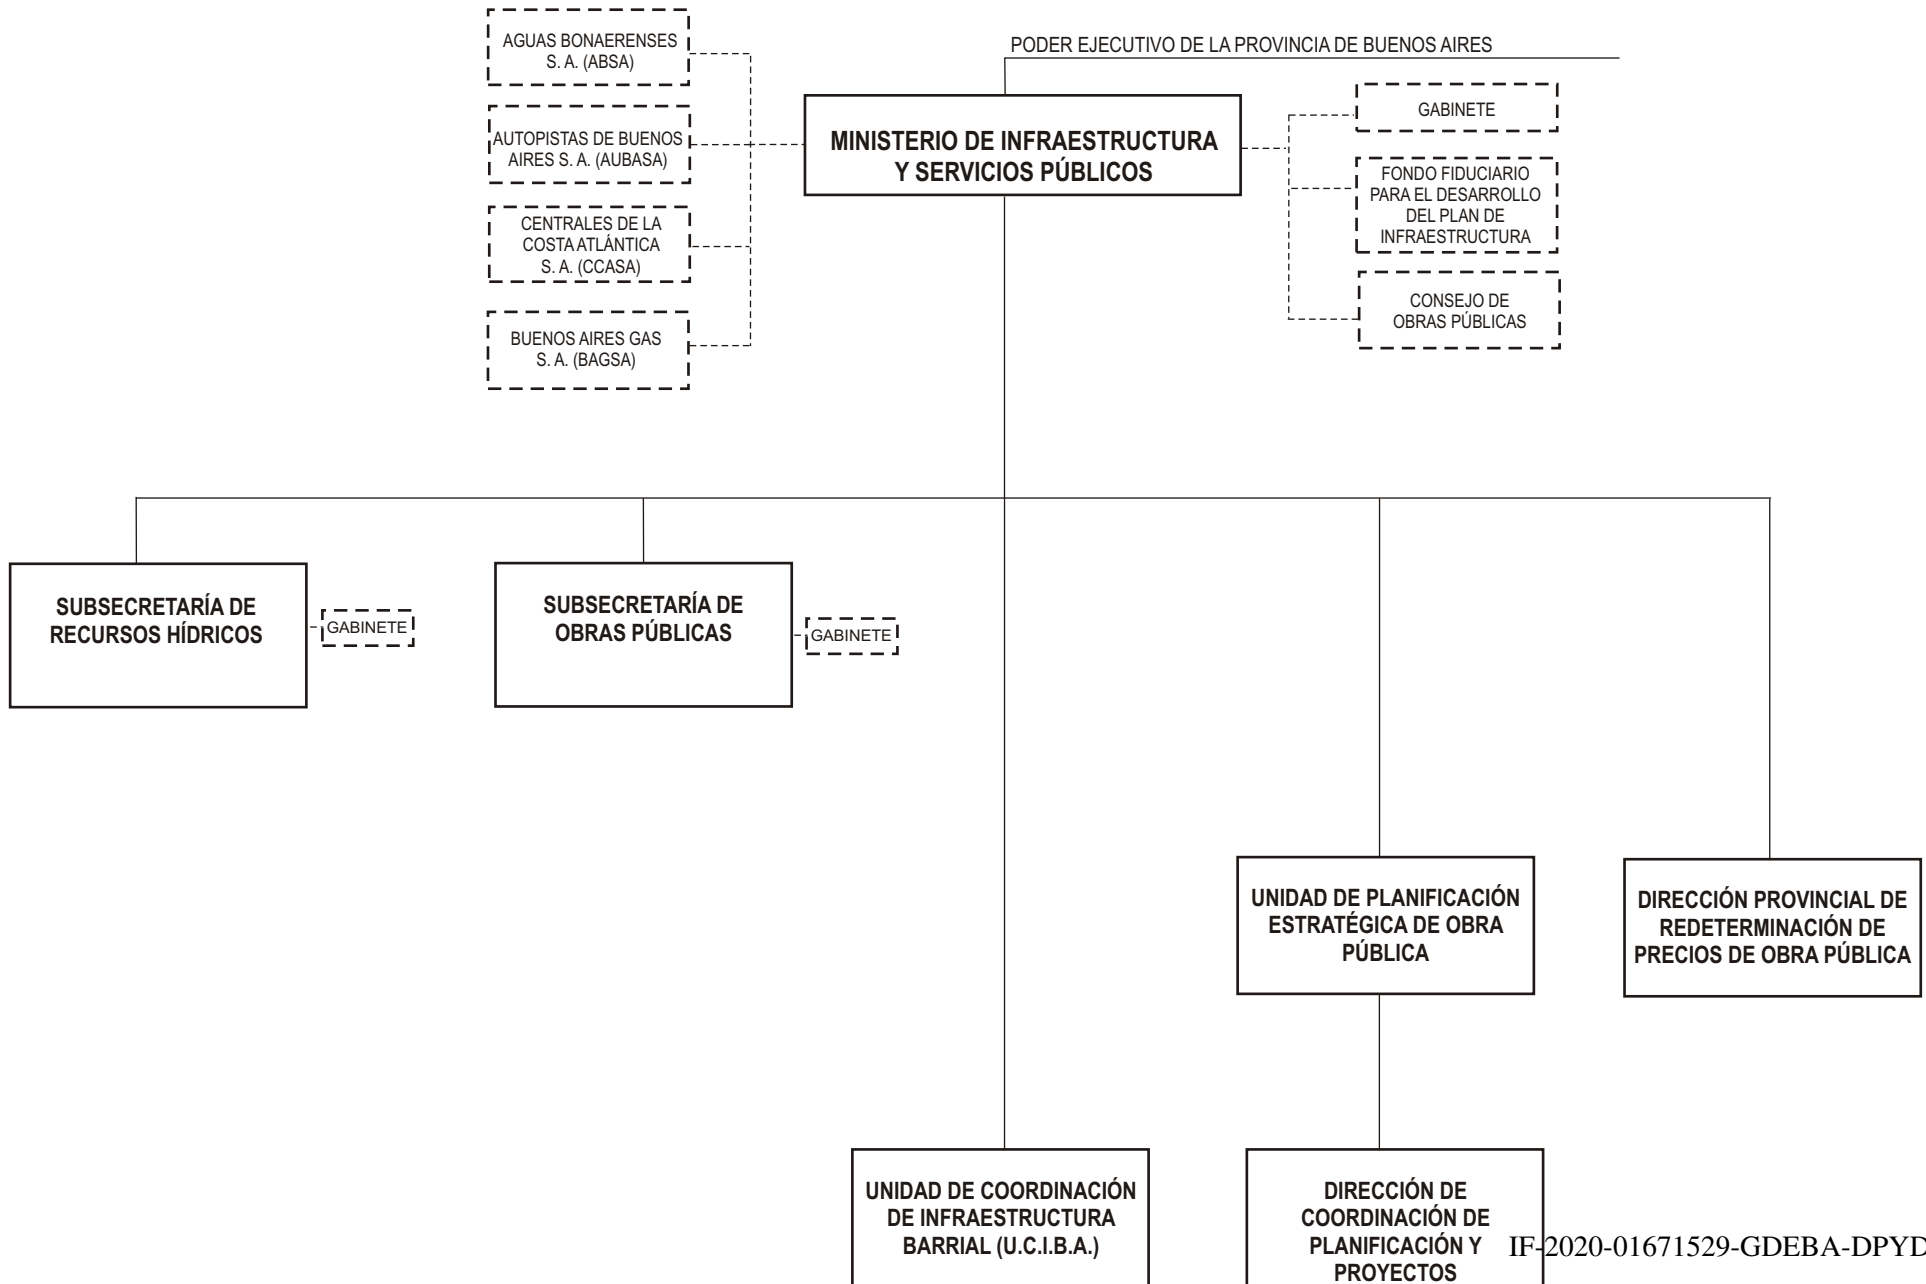 AGUAS BONAERENSES
S. A. (ABSA)
PODER EJECUTIVO DE LA PROVINCIA DE BUENOS AIRES
AUTOPISTAS DE BUENOS
AIRES S. A. (AUBASA)
MINISTERIO DE INFRAESTRUCTURA
Y SERVICIOS PÚBLICOS
GABINETE
FONDO FIDUCIARIO
PARA EL DESARROLLO
DEL PLAN DE
INFRAESTRUCTURA
CENTRALES DE LA
COSTA ATLÁNTICA
S. A. (CCASA)
CONSEJO DE
OBRAS PÚBLICAS
BUENOS AIRES GAS
S. A. (BAGSA)
SUBSECRETARÍA DE
RECURSOS HÍDRICOS
GABINETE
SUBSECRETARÍA DE
OBRAS PÚBLICAS
GABINETE
UNIDAD DE PLANIFICACIÓN
ESTRATÉGICA DE OBRA
PÚBLICA
DIRECCIÓN PROVINCIAL DE
REDETERMINACIÓN DE
PRECIOS DE OBRA PÚBLICA
UNIDAD DE COORDINACIÓN
DE INFRAESTRUCTURA
BARRIAL (U.C.I.B.A.)
DIRECCIÓN DE
COORDINACIÓN DE
PLANIFICACIÓN Y
PROYECTOS
IF-2020-01671529-GDEBA-DPYD